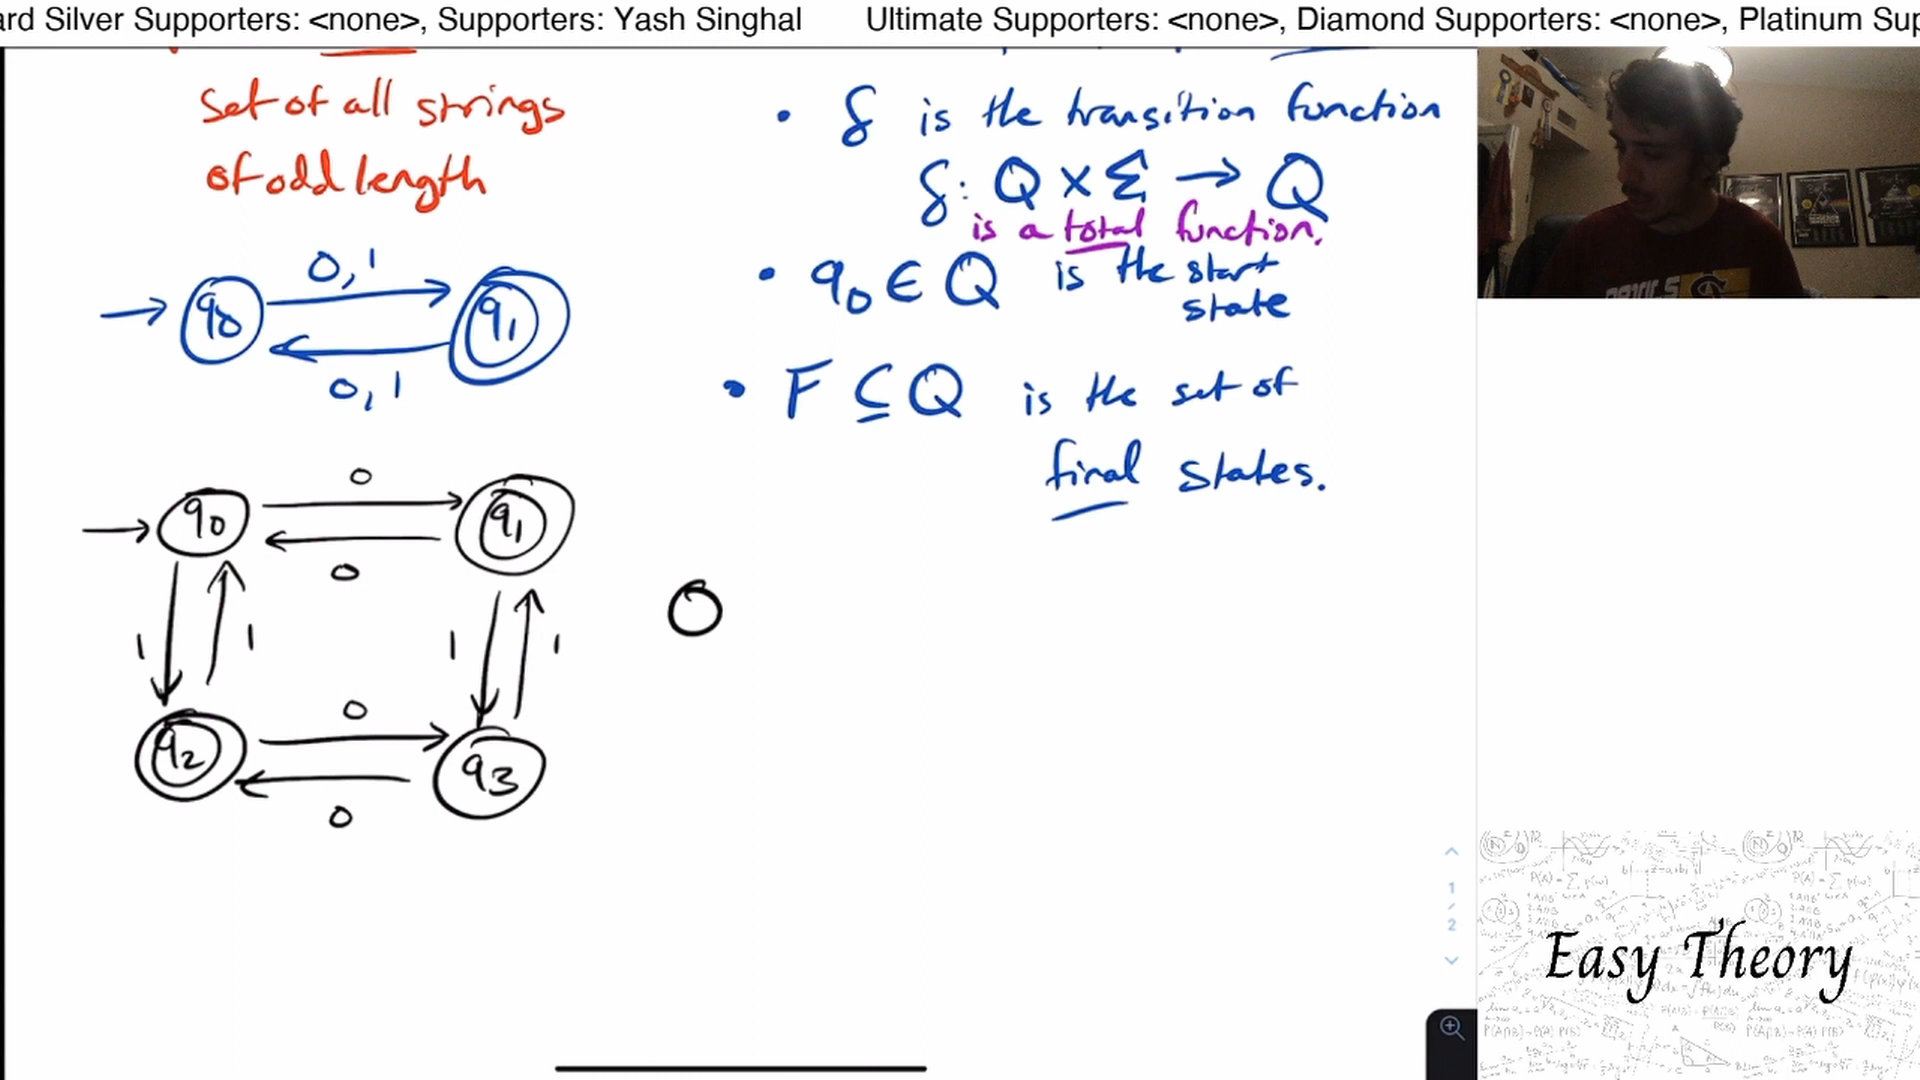 ard Silver Supporters: <none>, Supporters: Yash Singhal Ultimate Supporters: <none>, Diamond Supporters: <none>, Platinum Sup
set of all strings
of odd length
→ q0 0,1 q1
0,1
→ q0 0 q1
0
1 1 1 1
q2 0 q3
0
0
• δ is the transition function
δ: Q × Σ → Q
is a total function.
• q0 ∈ Q is the start
state
• F ⊆ Q is the set of
final states.
1
2
Easy Theory